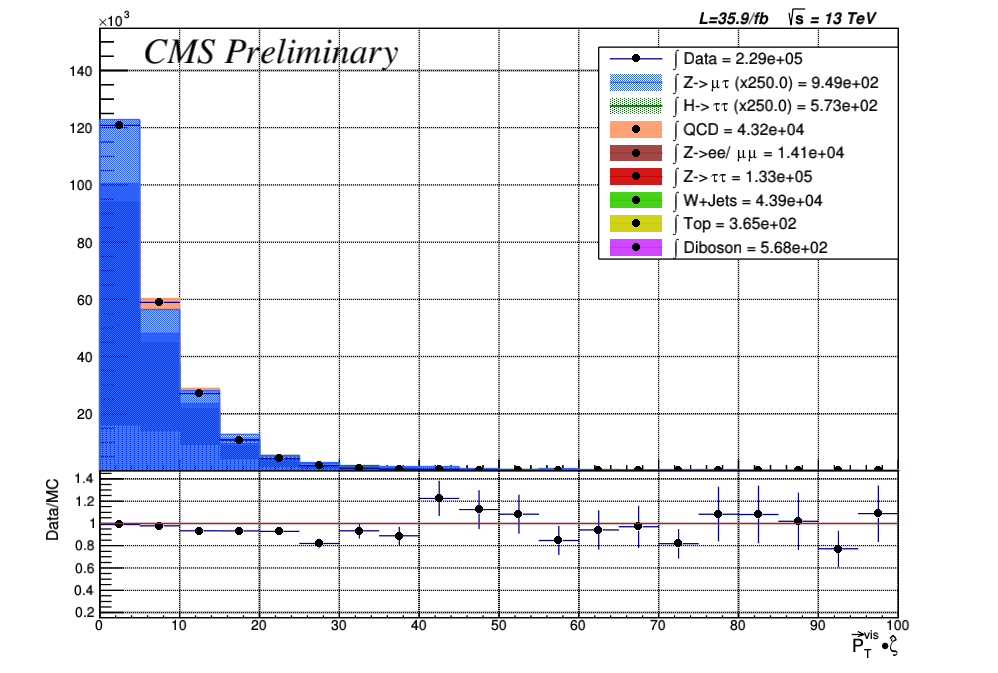 ×10³
L=35.9/fb √s = 13 TeV
CMS Preliminary
∫ Data = 2.29e+05
∫ Z->μτ (x250.0) = 9.49e+02
∫ H->ττ (x250.0) = 5.73e+02
∫ QCD = 4.32e+04
∫ Z->ee/ μμ = 1.41e+04
∫ Z->ττ = 1.33e+05
∫ W+Jets = 4.39e+04
∫ Top = 3.65e+02
∫ Diboson = 5.68e+02
140
120
100
80
60
40
20
Data/MC
1.4
1.2
1
0.8
0.6
0.4
0.2
0 10 20 30 40 50 60 70 80 90 100
P⃗_T^vis •ζ̂